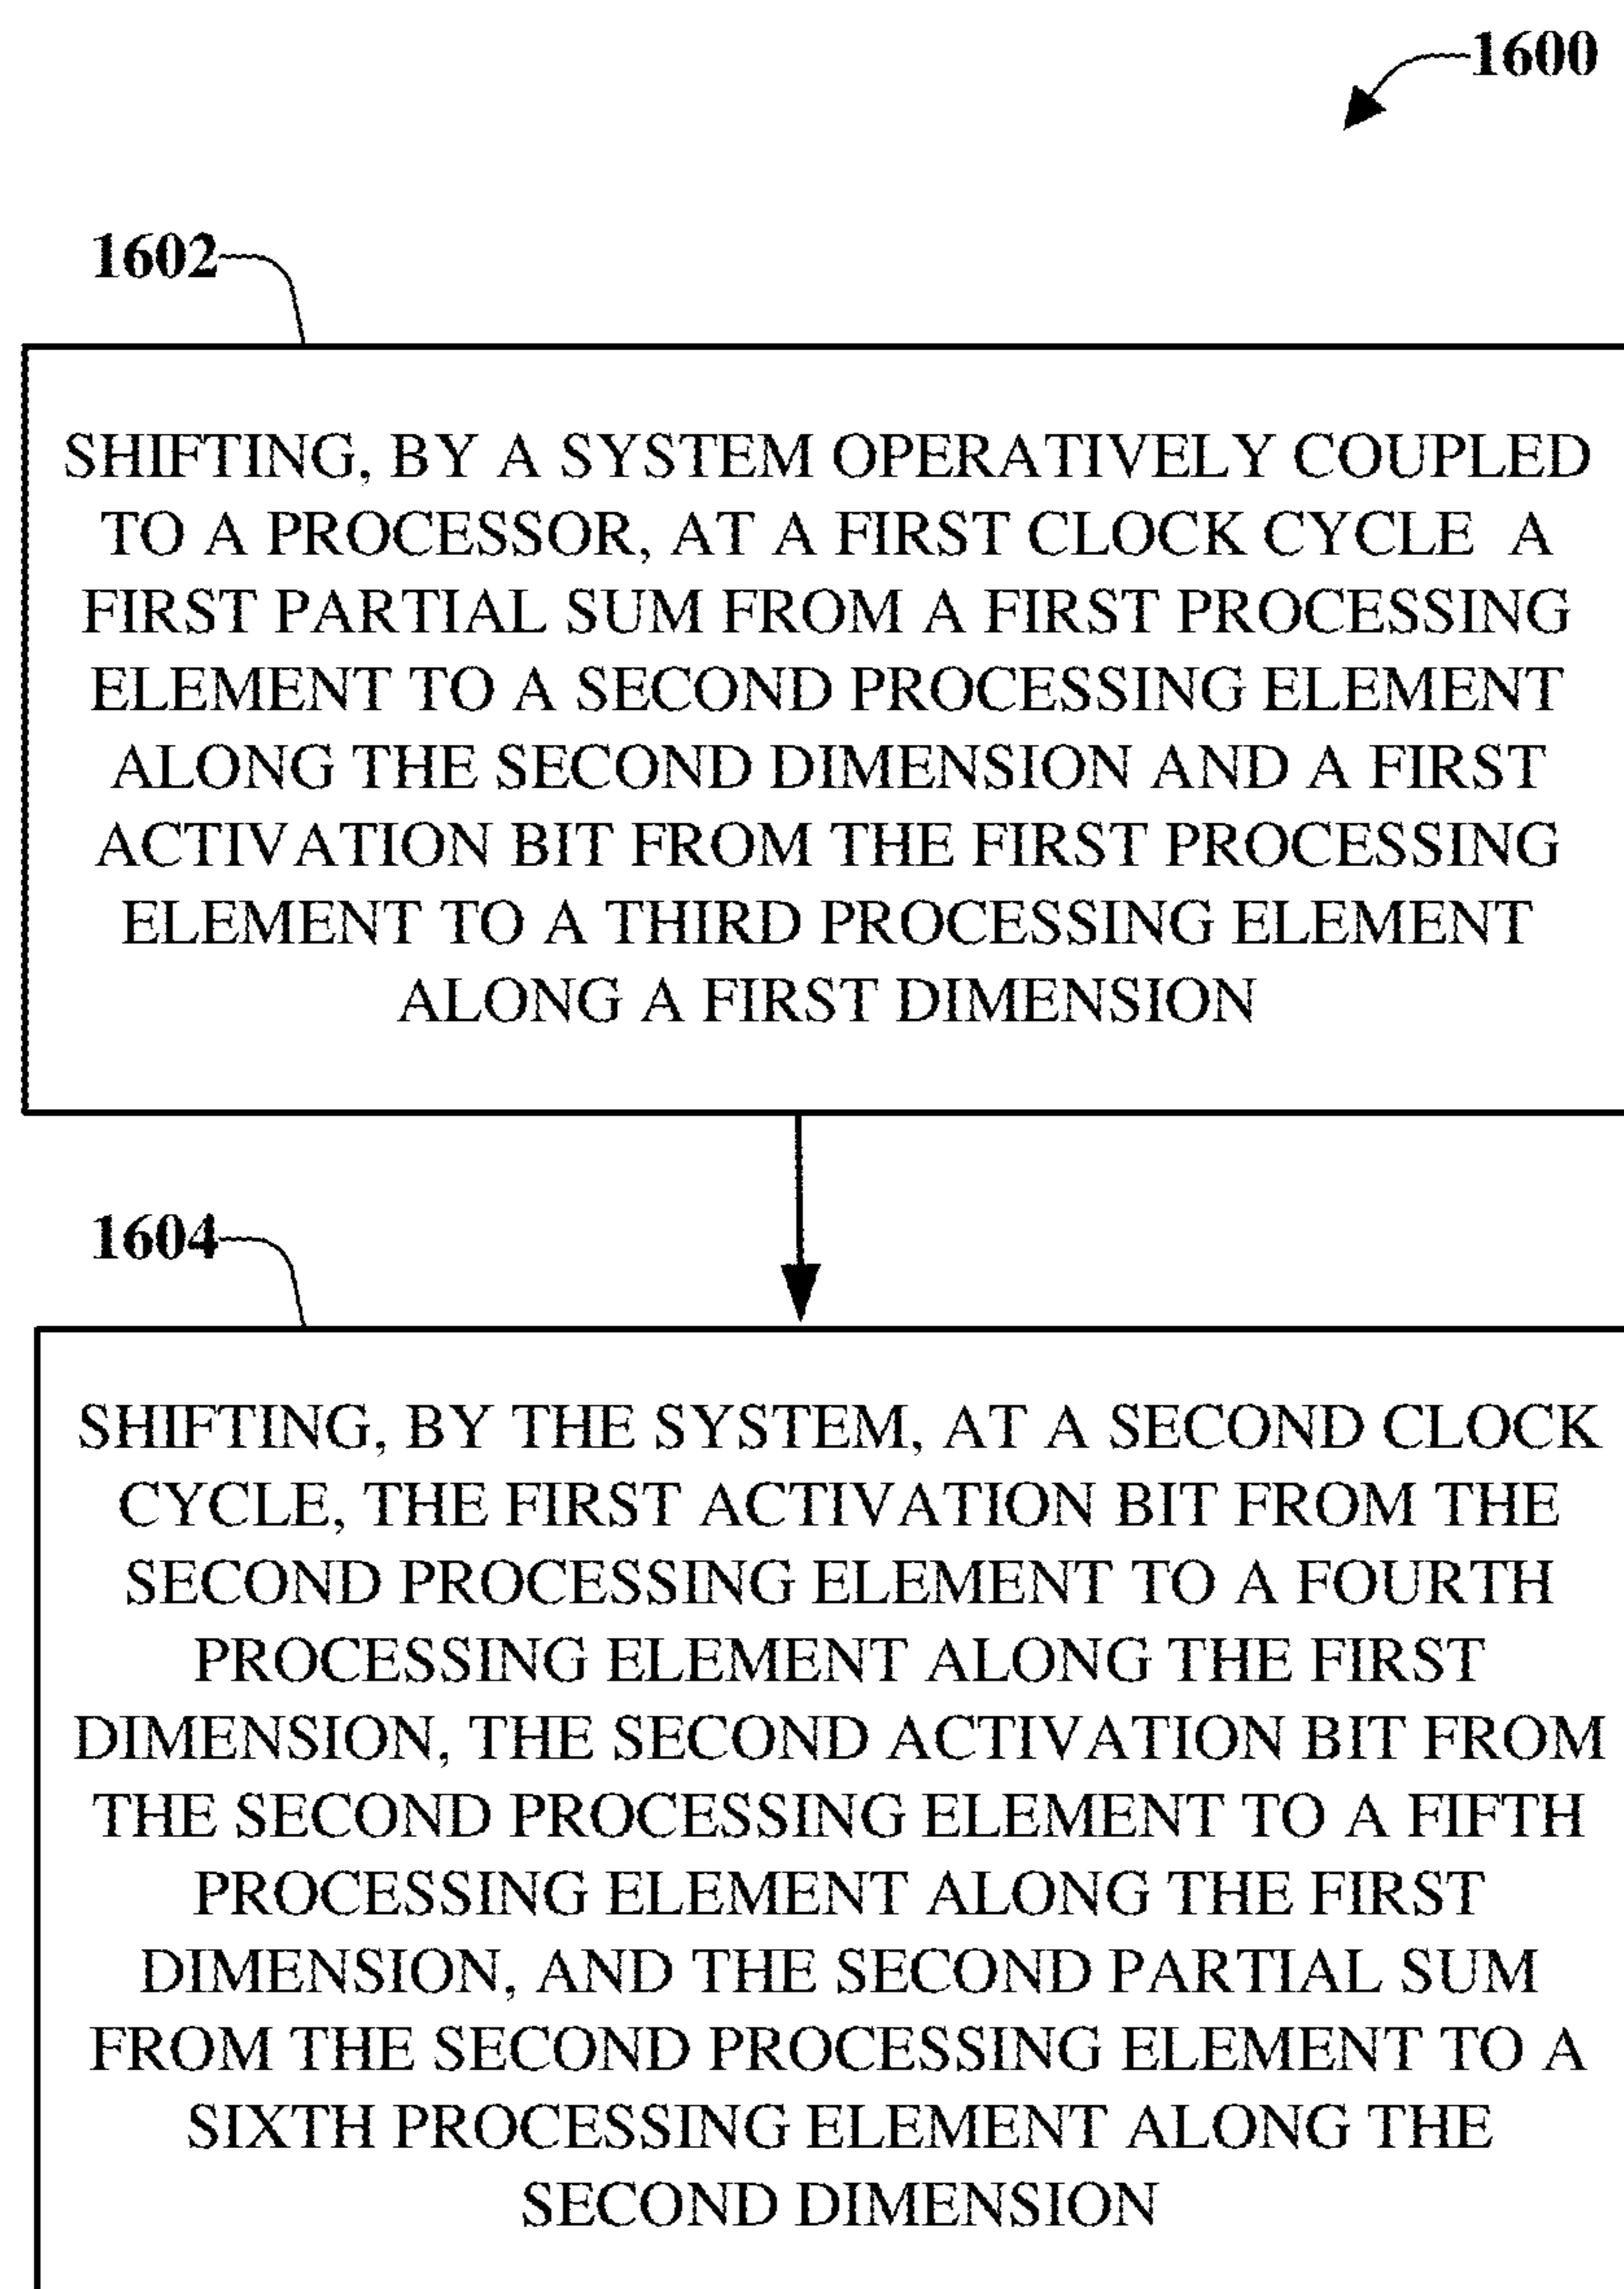 1600
1602
SHIFTING, BY A SYSTEM OPERATIVELY COUPLED
TO A PROCESSOR, AT A FIRST CLOCK CYCLE A
FIRST PARTIAL SUM FROM A FIRST PROCESSING
ELEMENT TO A SECOND PROCESSING ELEMENT
ALONG THE SECOND DIMENSION AND A FIRST
ACTIVATION BIT FROM THE FIRST PROCESSING
ELEMENT TO A THIRD PROCESSING ELEMENT
ALONG A FIRST DIMENSION
1604
SHIFTING, BY THE SYSTEM, AT A SECOND CLOCK
CYCLE, THE FIRST ACTIVATION BIT FROM THE
SECOND PROCESSING ELEMENT TO A FOURTH
PROCESSING ELEMENT ALONG THE FIRST
DIMENSION, THE SECOND ACTIVATION BIT FROM
THE SECOND PROCESSING ELEMENT TO A FIFTH
PROCESSING ELEMENT ALONG THE FIRST
DIMENSION, AND THE SECOND PARTIAL SUM
FROM THE SECOND PROCESSING ELEMENT TO A
SIXTH PROCESSING ELEMENT ALONG THE
SECOND DIMENSION